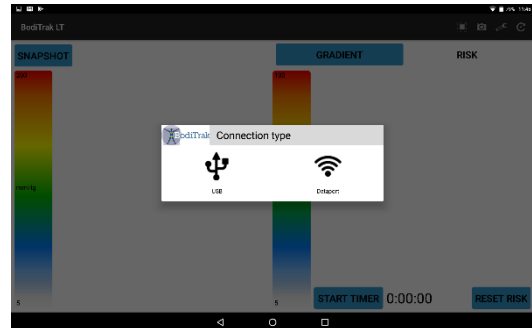 BodiTrak LT
SNAPSHOT
GRADIENT
RISK
200
100
BodiTrak
Connection type
USB
Dataport
mmHg
5
5
START TIMER
0:00:00
RESET RISK